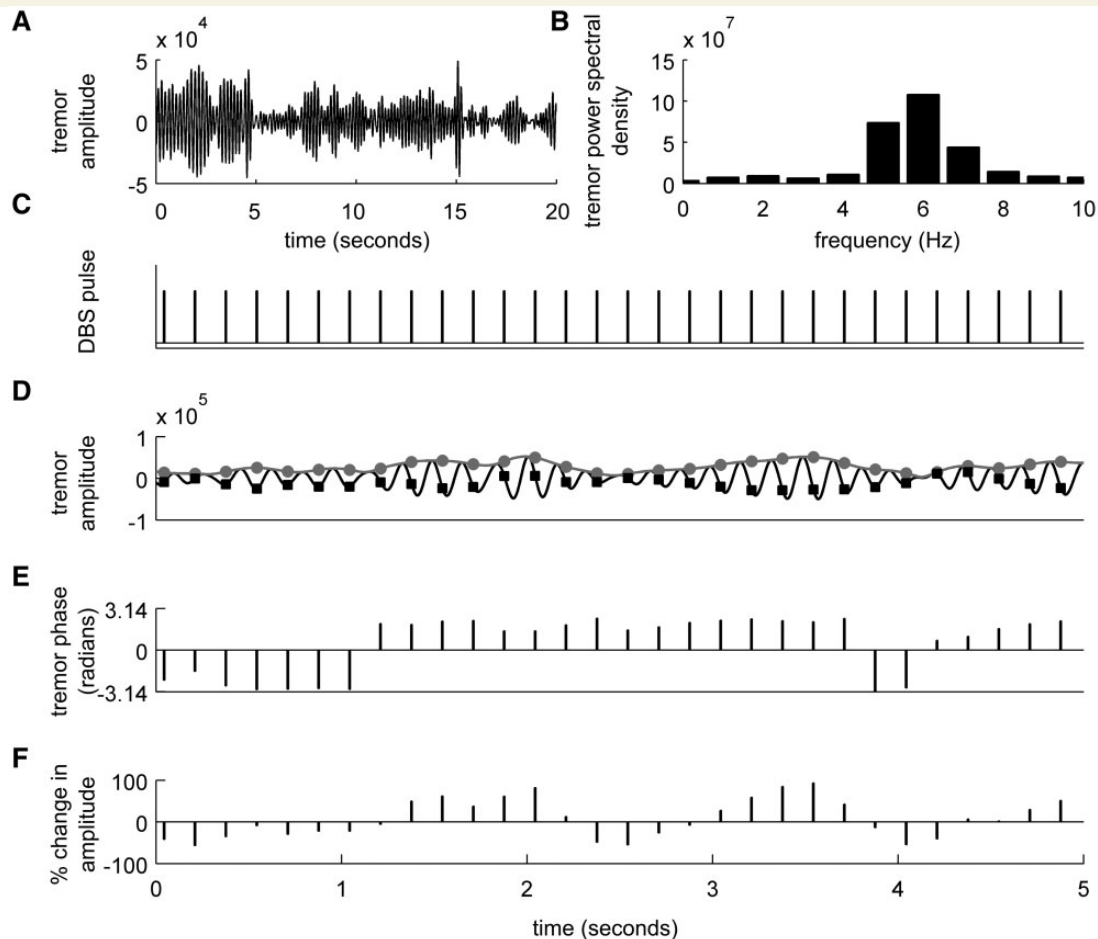 A
x 10^4
5
0
-5
tremor
amplitude
0 5 10 15 20
time (seconds)
B
x 10^7
15
10
5
0
tremor power spectral
density
0 2 4 6 8 10
frequency (Hz)
C
DBS pulse
D
x 10^5
1
0
-1
tremor
amplitude
E
3.14
0
-3.14
tremor phase
(radians)
F
100
0
-100
% change in
amplitude
0 1 2 3 4 5
time (seconds)